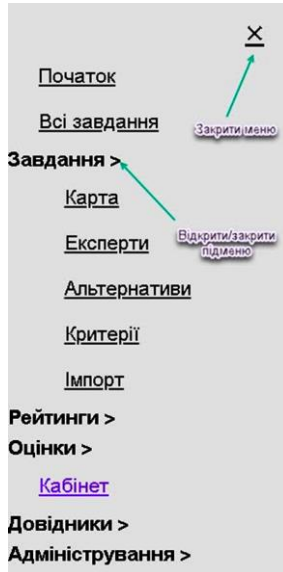 ×
Початок
Всі завдання
Закрити меню
Завдання >
Карта
Відкрити/закрити
підменю
Експерти
Альтернативи
Критерії
Імпорт
Рейтинги >
Оцінки >
Кабінет
Довідники >
Адміністрування >